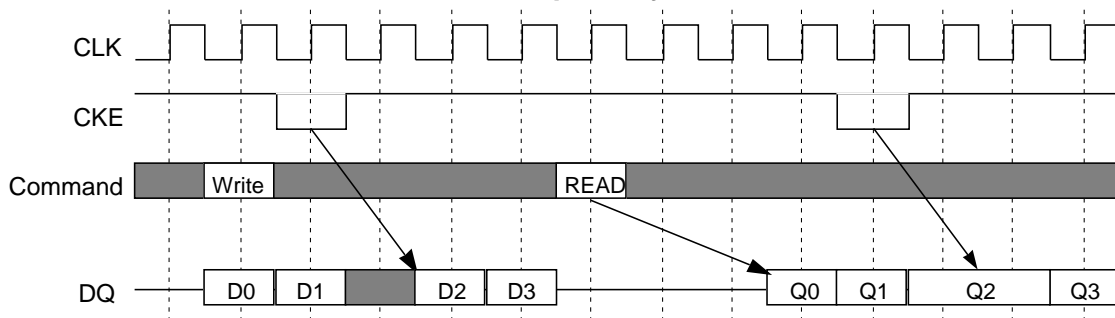 CLK
CKE
Command Write READ
DQ D0 D1 D2 D3 Q0 Q1 Q2 Q3